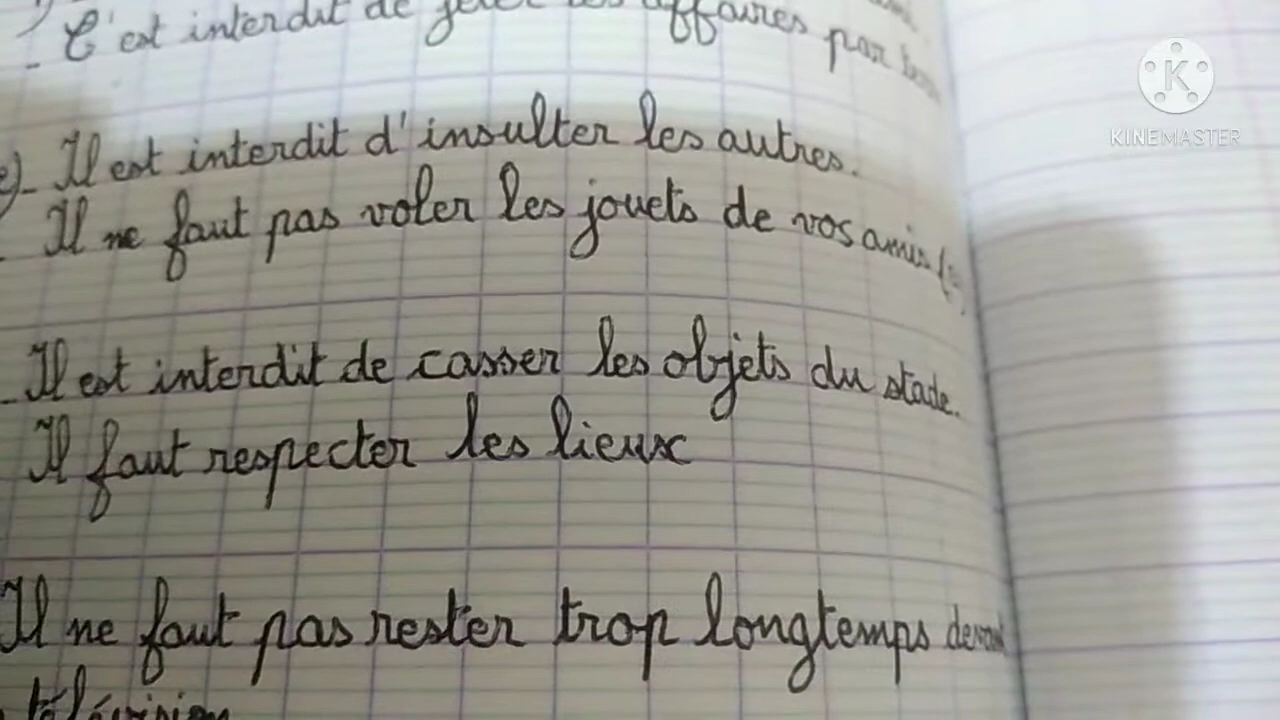 - C'est interdit de jeter les affaires par
e)- Il est interdit d'insulter les autres.
- Il ne faut pas voler les jouets de vos amis
- Il est interdit de casser les objets du stade.
Il faut respecter les lieux
Il ne faut pas rester trop longtemps devant
télévision
K
KINEMASTER